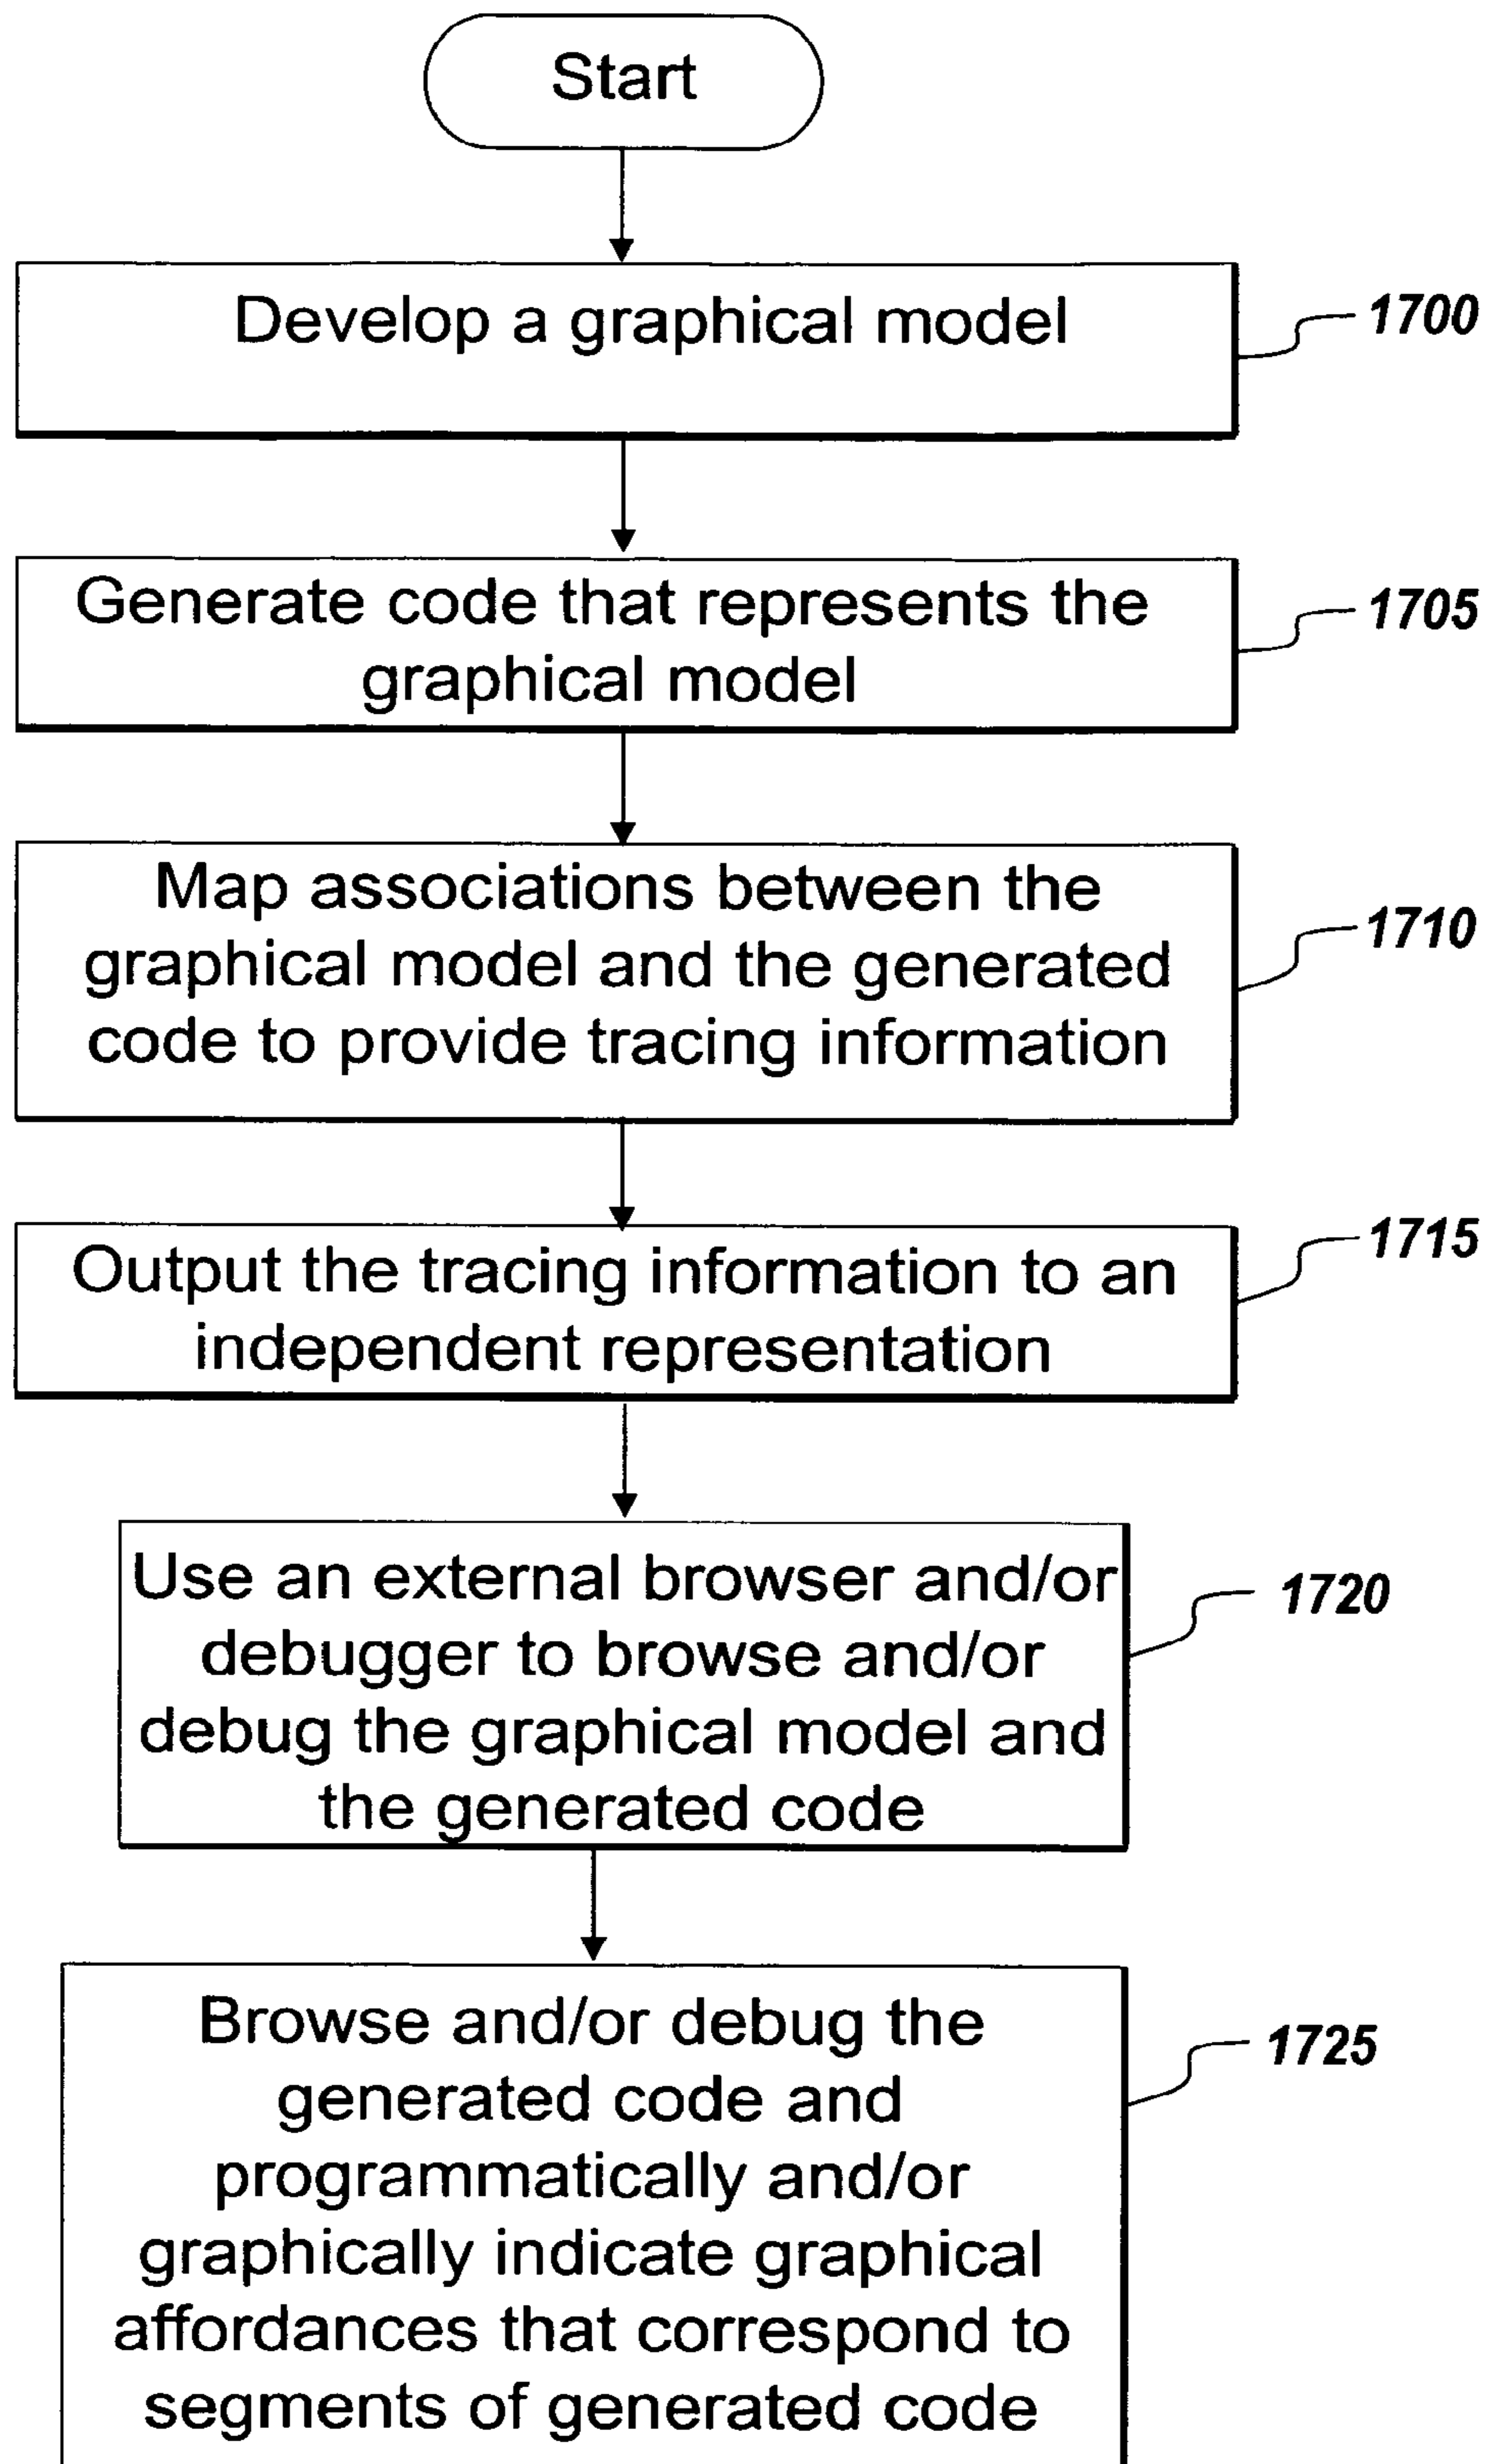 Start
Develop a graphical model
1700
Generate code that represents the
graphical model
1705
Map associations between the
graphical model and the generated
code to provide tracing information
1710
Output the tracing information to an
independent representation
1715
Use an external browser and/or
debugger to browse and/or
debug the graphical model and
the generated code
1720
Browse and/or debug the
generated code and
programmatically and/or
graphically indicate graphical
affordances that correspond to
segments of generated code
1725